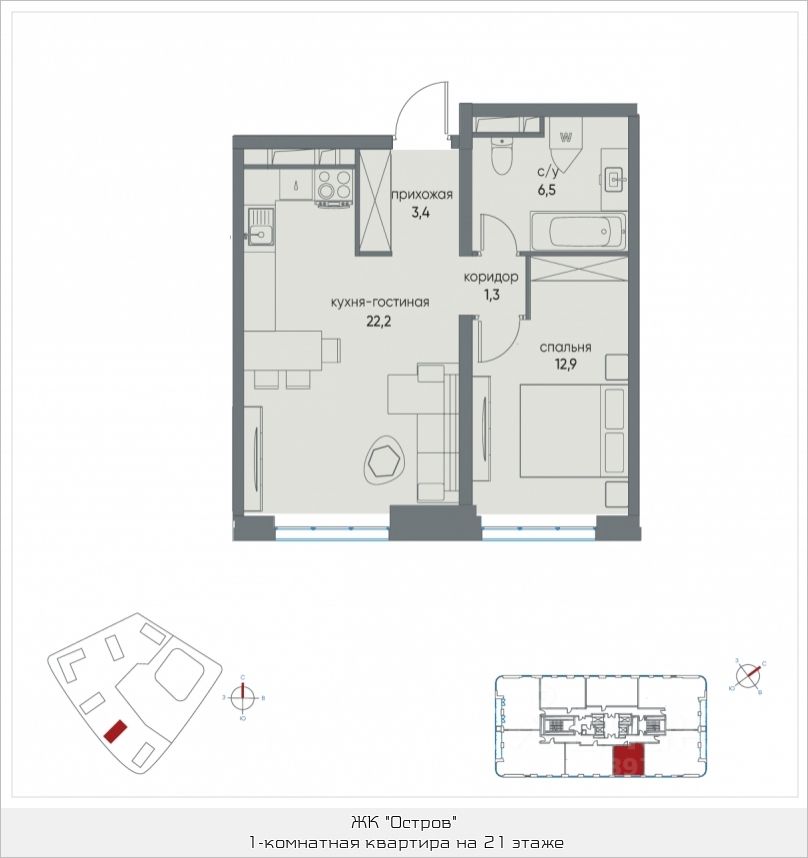 W
с/у
6,5
прихожая
3,4
коридор
1,3
кухня-гостиная
22,2
спальня
12,9
С
З В
Ю
З С
Ю В
ЖК "Остров"
1-комнатная квартира на 21 этаже